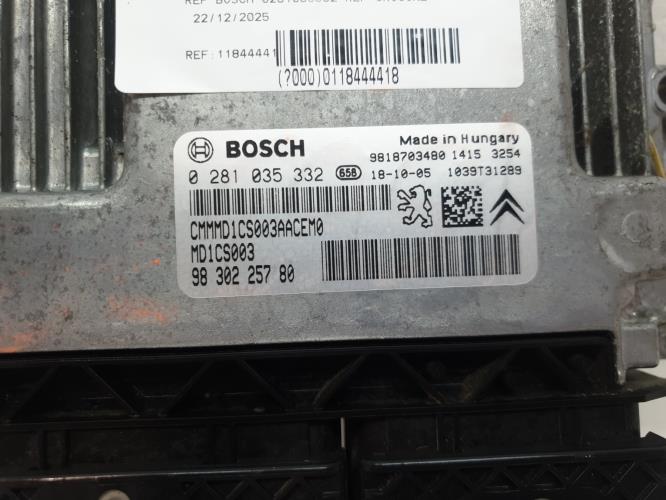 22/12/2025
REF:11844441
(?000)0118444418
BOSCH
Made in Hungary
9818703480 1415 3254
0 281 035 332 658 18-10-05 1039T31289
CMMMD1CS003AACEM0
MD1CS003
98 302 257 80